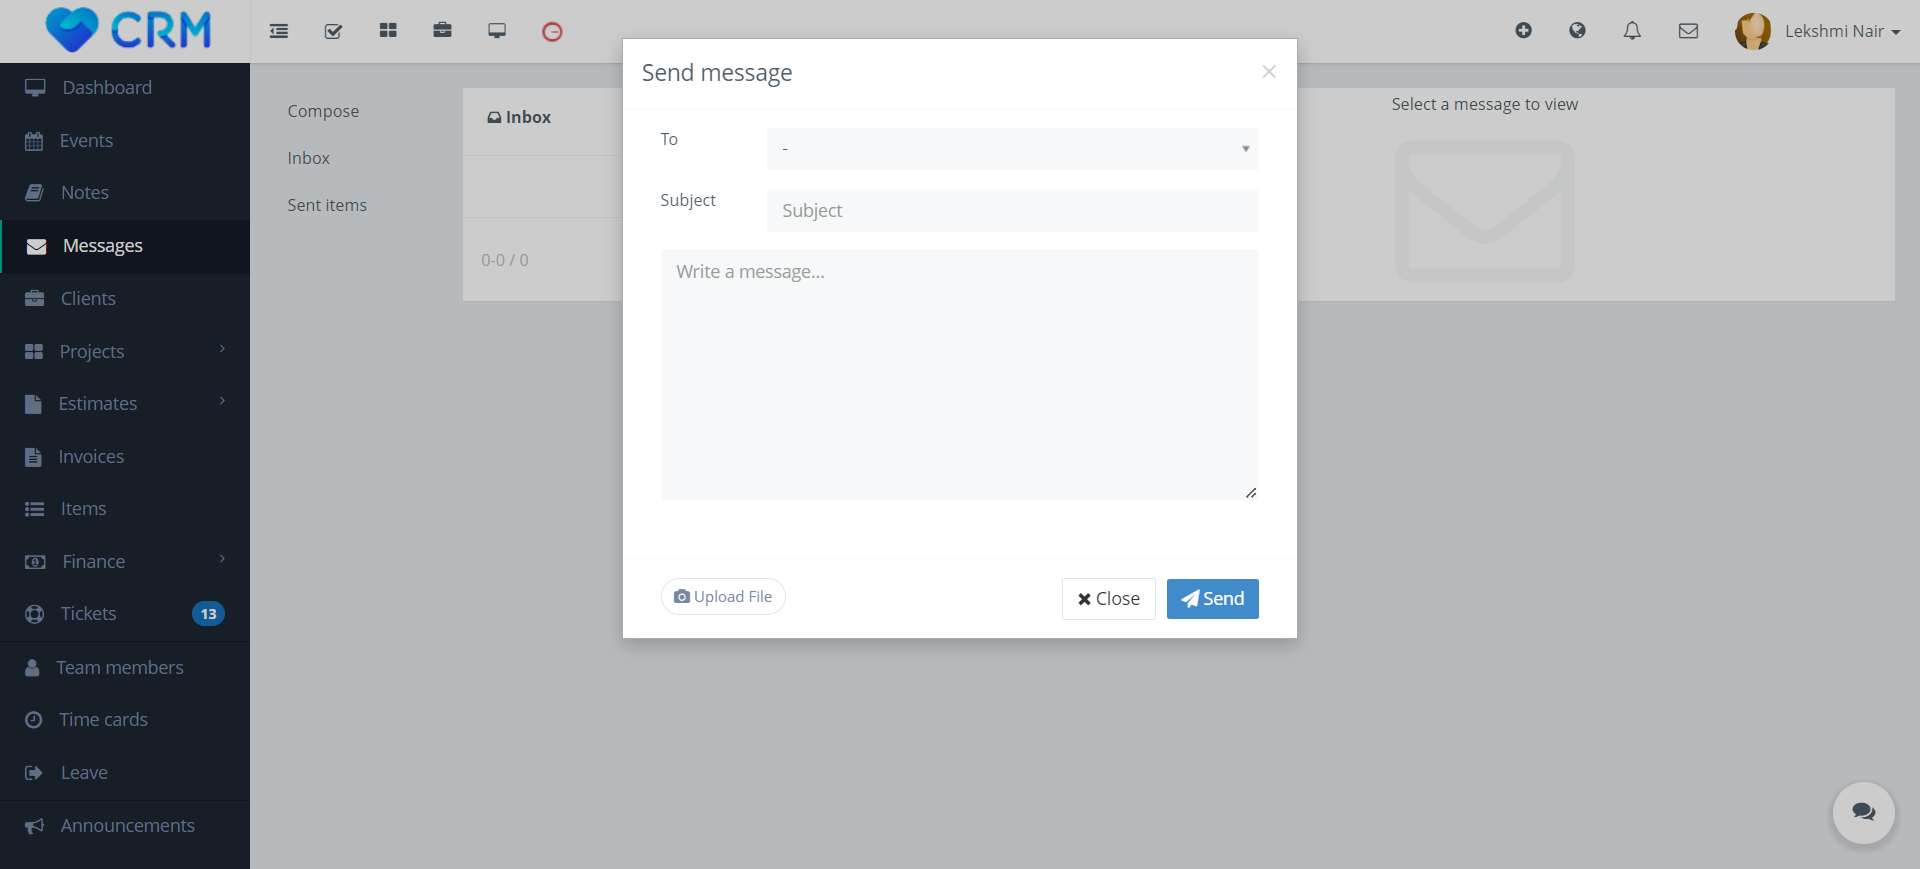 CRM
Lekshmi Nair
Dashboard
Events
Notes
Messages
Clients
Projects
Estimates
Invoices
Items
Finance
Tickets 13
Team members
Time cards
Leave
Announcements
Compose
Inbox
Sent items
Inbox
0-0 / 0
Select a message to view
Send message
To -
Subject Subject
Write a message...
Upload File Close Send